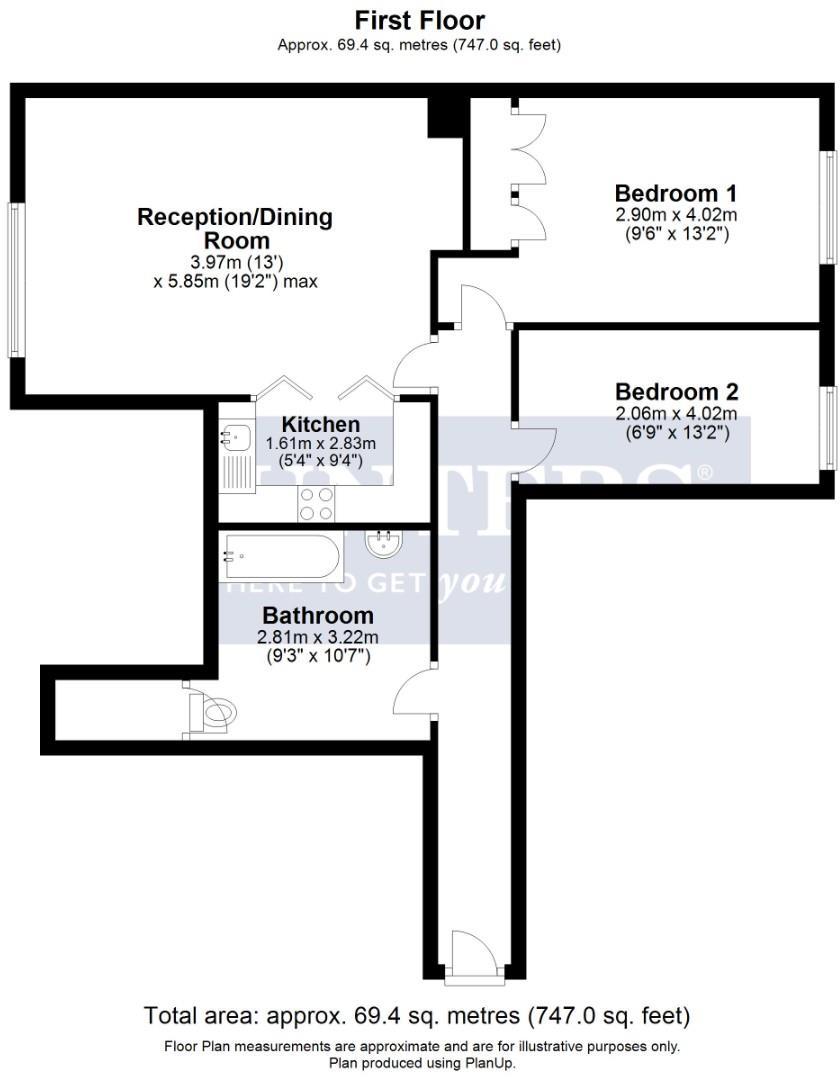 First Floor
Approx. 69.4 sq. metres (747.0 sq. feet)
Reception/Dining
Room
3.97m (13')
x 5.85m (19'2") max
Bedroom 1
2.90m x 4.02m
(9'6" x 13'2")
Bedroom 2
2.06m x 4.02m
(6'9" x 13'2")
Kitchen
1.61m x 2.83m
(5'4" x 9'4")
®
HERE TO GET you
Bathroom
2.81m x 3.22m
(9'3" x 10'7")
Total area: approx. 69.4 sq. metres (747.0 sq. feet)
Floor Plan measurements are approximate and are for illustrative purposes only.
Plan produced using PlanUp.